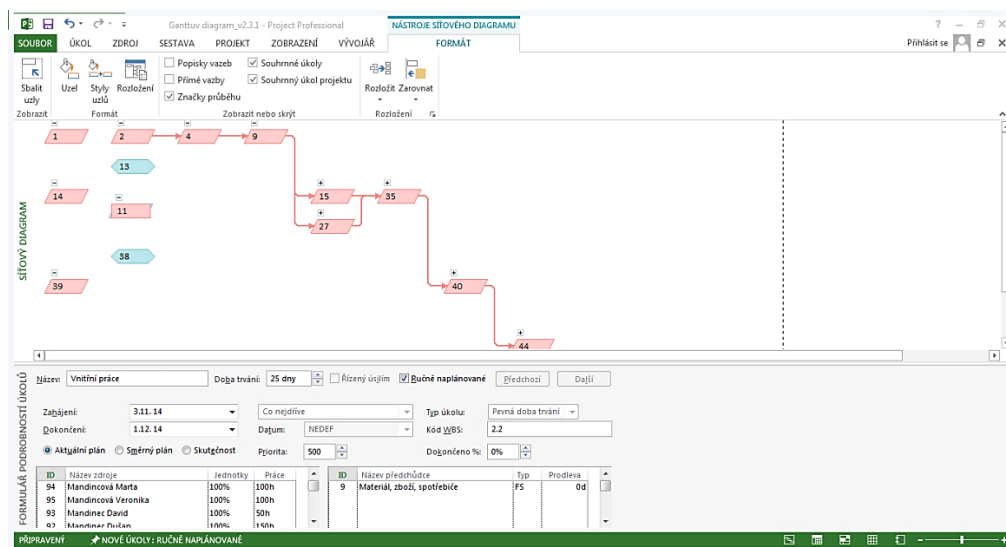 Ganttuv diagram_v2.3.1 - Project Professional
NÁSTROJE SÍŤOVÉHO DIAGRAMU
SOUBOR ÚKOL ZDROJ SESTAVA PROJEKT ZOBRAZENÍ VÝVOJÁŘ FORMÁT Přihlásit se
Popisky vazeb Souhrnné úkoly
Přímé vazby Souhrnný úkol projektu
Značky průběhu
Sbalit uzly Uzel Styly uzlů Rozložení Rozložit Zarovnat
Zobrazit Formát Zobrazit nebo skrýt Rozložení
1 2 4 9
13
14 15 35
11
27
38
39 40
44
SÍŤOVÝ DIAGRAM
FORMULÁŘ PODROBNOSTÍ ÚKOLŮ
Název: Vnitřní práce Doba trvání: 25 dny Řízený úsilím Ručně naplánované Předchozí Další
Zahájení: 3.11. 14 Co nejdříve Typ úkolu: Pevná doba trvání
Dokončení: 1.12. 14 Datum: NEDEF Kód WBS: 2.2
Aktuální plán Směrný plán Skutečnost Priorita: 500 Dokončeno %: 0%
ID Název zdroje Jednotky Práce ID Název předchůdce Typ Prodleva
94 Mandincová Marta 100% 100h 9 Materiál, zboží, spotřebiče FS 0d
95 Mandincová Veronika 100% 100h
93 Mandinec David 100% 50h
92 Mandinec Dušan 100% 150h
PŘIPRAVENÝ NOVÉ ÚKOLY: RUČNĚ NAPLÁNOVANÉ